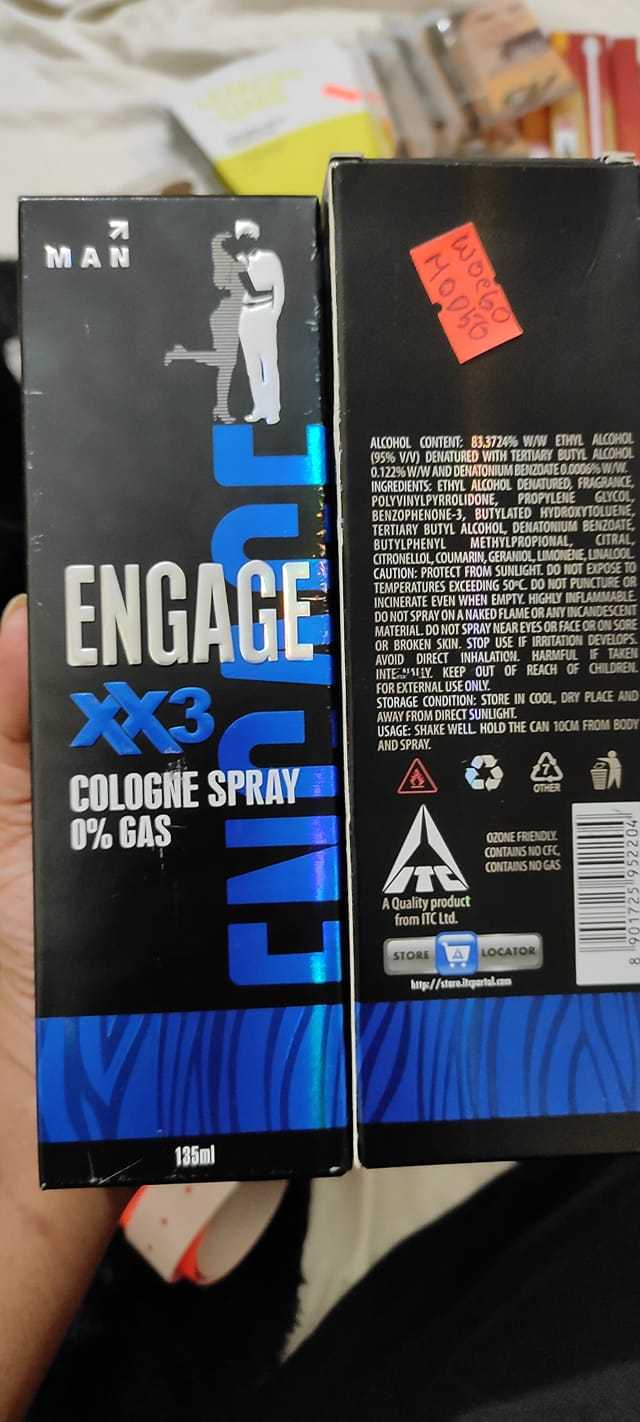 MAN
ENGAGE
ENGAGE
XX3
COLOGNE SPRAY
0% GAS
135ml
ALCOHOL CONTENT: 83.3724% W/W ETHYL ALCOHOL
(95% V/V) DENATURED WITH TERTIARY BUTYL ALCOHOL
0.122% W/W AND DENATONIUM BENZOATE 0.0006% W/W.
INGREDIENTS: ETHYL ALCOHOL DENATURED, FRAGRANCE,
POLYVINYLPYRROLIDONE, PROPYLENE GLYCOL,
BENZOPHENONE-3, BUTYLATED HYDROXYTOLUENE,
TERTIARY BUTYL ALCOHOL, DENATONIUM BENZOATE,
BUTYLPHENYL METHYLPROPIONAL, CITRAL,
CITRONELLOL, COUMARIN, GERANIOL, LIMONENE, LINALOOL.
CAUTION: PROTECT FROM SUNLIGHT. DO NOT EXPOSE TO
TEMPERATURES EXCEEDING 50°C. DO NOT PUNCTURE OR
INCINERATE EVEN WHEN EMPTY. HIGHLY INFLAMMABLE.
DO NOT SPRAY ON A NAKED FLAME OR ANY INCANDESCENT
MATERIAL. DO NOT SPRAY NEAR EYES OR FACE OR ON SORE
OR BROKEN SKIN. STOP USE IF IRRITATION DEVELOPS.
AVOID DIRECT INHALATION. HARMFUL IF TAKEN
INTERNALLY. KEEP OUT OF REACH OF CHILDREN.
FOR EXTERNAL USE ONLY.
STORAGE CONDITION: STORE IN COOL, DRY PLACE AND
AWAY FROM DIRECT SUNLIGHT.
USAGE: SHAKE WELL. HOLD THE CAN 10CM FROM BODY
AND SPRAY.
7
OTHER
ITC
A Quality product
from ITC Ltd.
OZONE FRIENDLY.
CONTAINS NO CFC,
CONTAINS NO GAS
STORE LOCATOR
http://store.itcportal.com
8 901722 952204